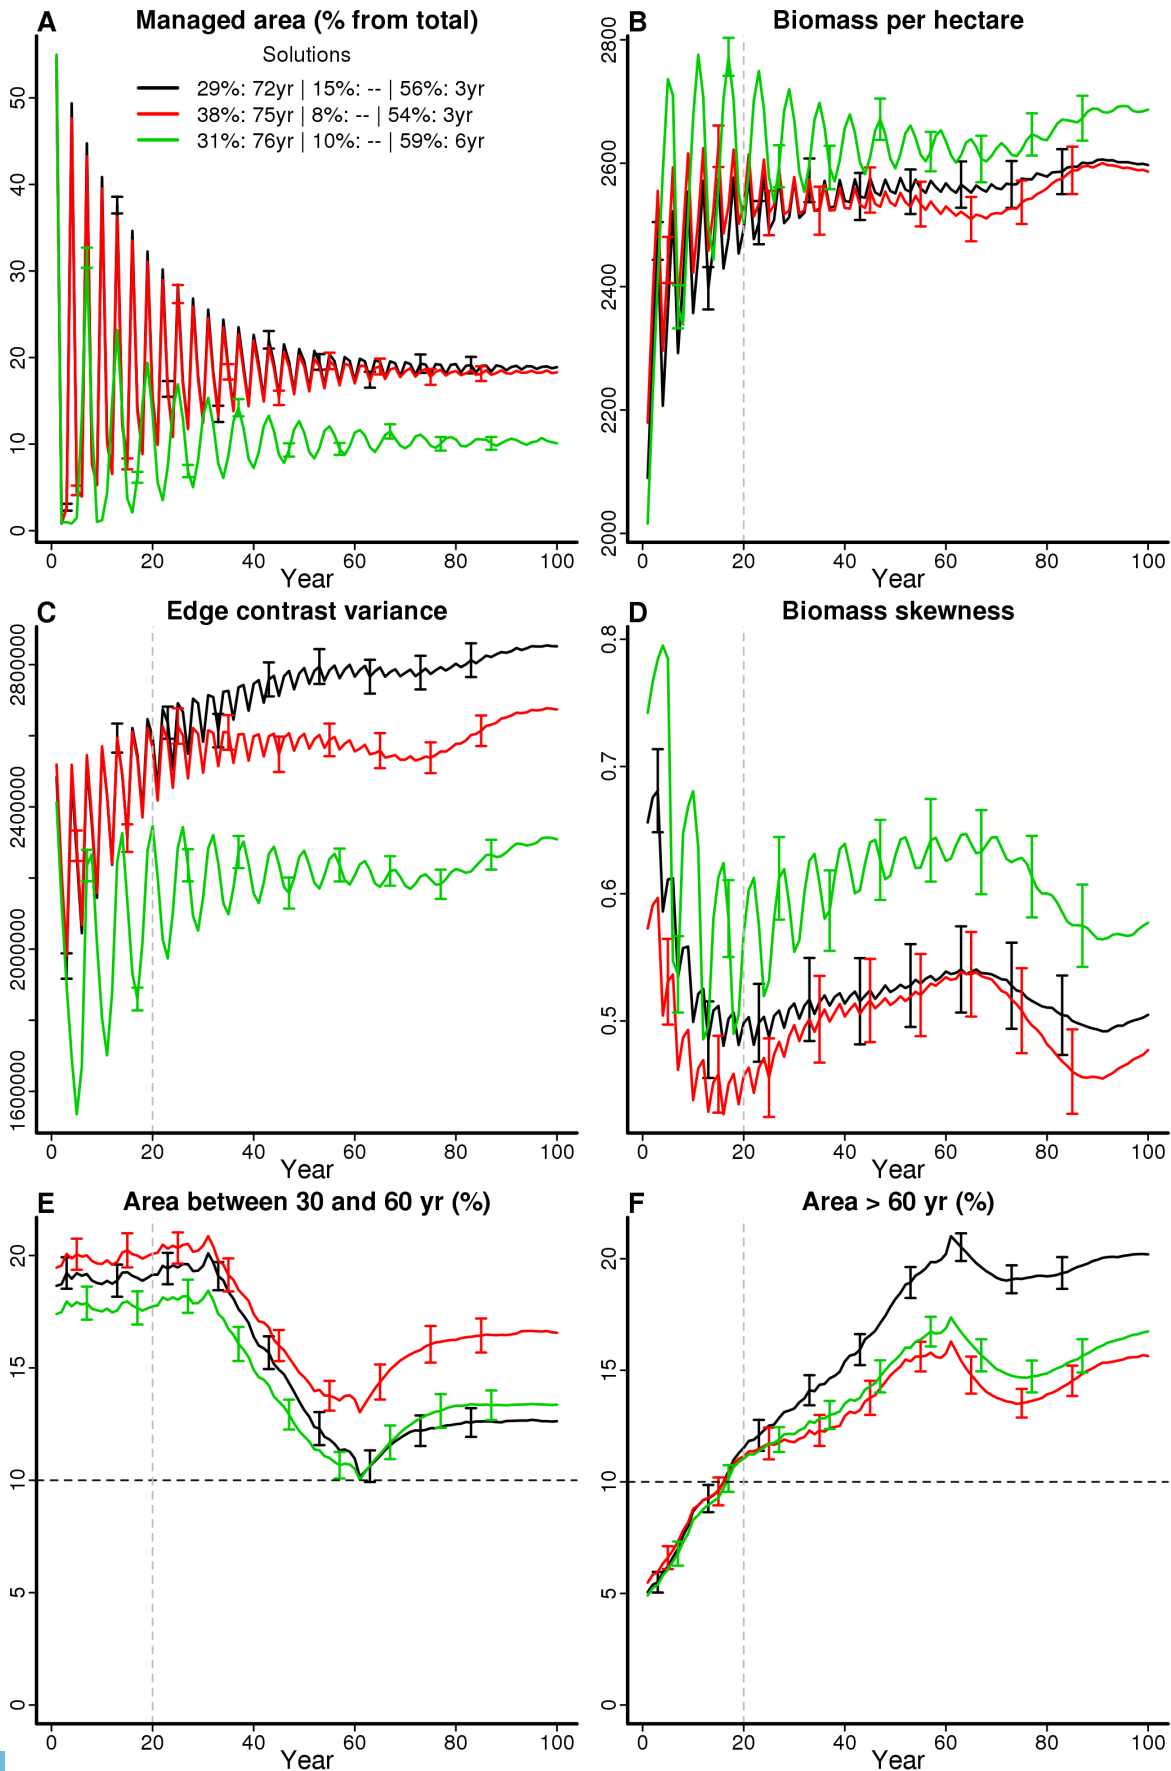 A Managed area (% from total)
Solutions
29%: 72yr | 15%: -- | 56%: 3yr
38%: 75yr | 8%: -- | 54%: 3yr
31%: 76yr | 10%: -- | 59%: 6yr
0 10 20 30 40 50
0 20 40 60 80 100
Year
B Biomass per hectare
2000 2200 2400 2600 2800
0 20 40 60 80 100
Year
C Edge contrast variance
1600000 2000000 2400000 2800000
0 20 40 60 80 100
Year
D Biomass skewness
0.5 0.6 0.7 0.8
0 20 40 60 80 100
Year
E Area between 30 and 60 yr (%)
0 5 10 15 20
0 20 40 60 80 100
Year
F Area > 60 yr (%)
0 5 10 15 20
0 20 40 60 80 100
Year